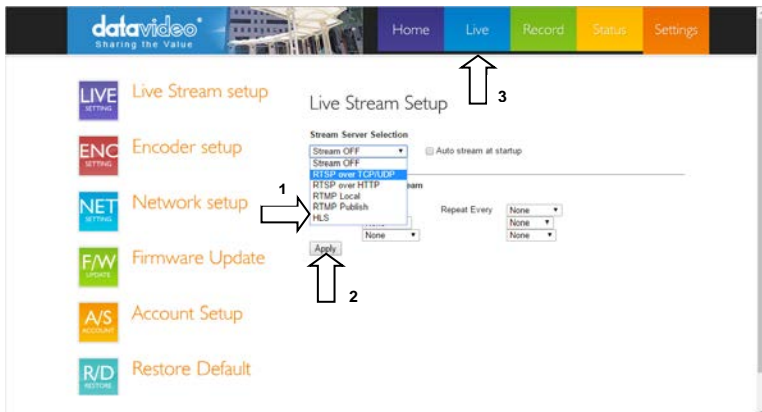 datavideo®
Sharing the Value
Home
Live
Record
Status
Settings
3
LIVE
SETTING
Live Stream setup
ENC
SETTING
Encoder setup
NET
SETTING
Network setup
F/W
UPDATE
Firmware Update
A/S
ACCOUNT
Account Setup
R/D
RESTORE
Restore Default
Live Stream Setup
Stream Server Selection
Stream OFF
Auto stream at startup
Stream OFF
RTSP over TCP/UDP
RTSP over HTTP
RTMP Local
RTMP Publish
HLS
1
Repeat Every
None
None
None
None
Apply
2